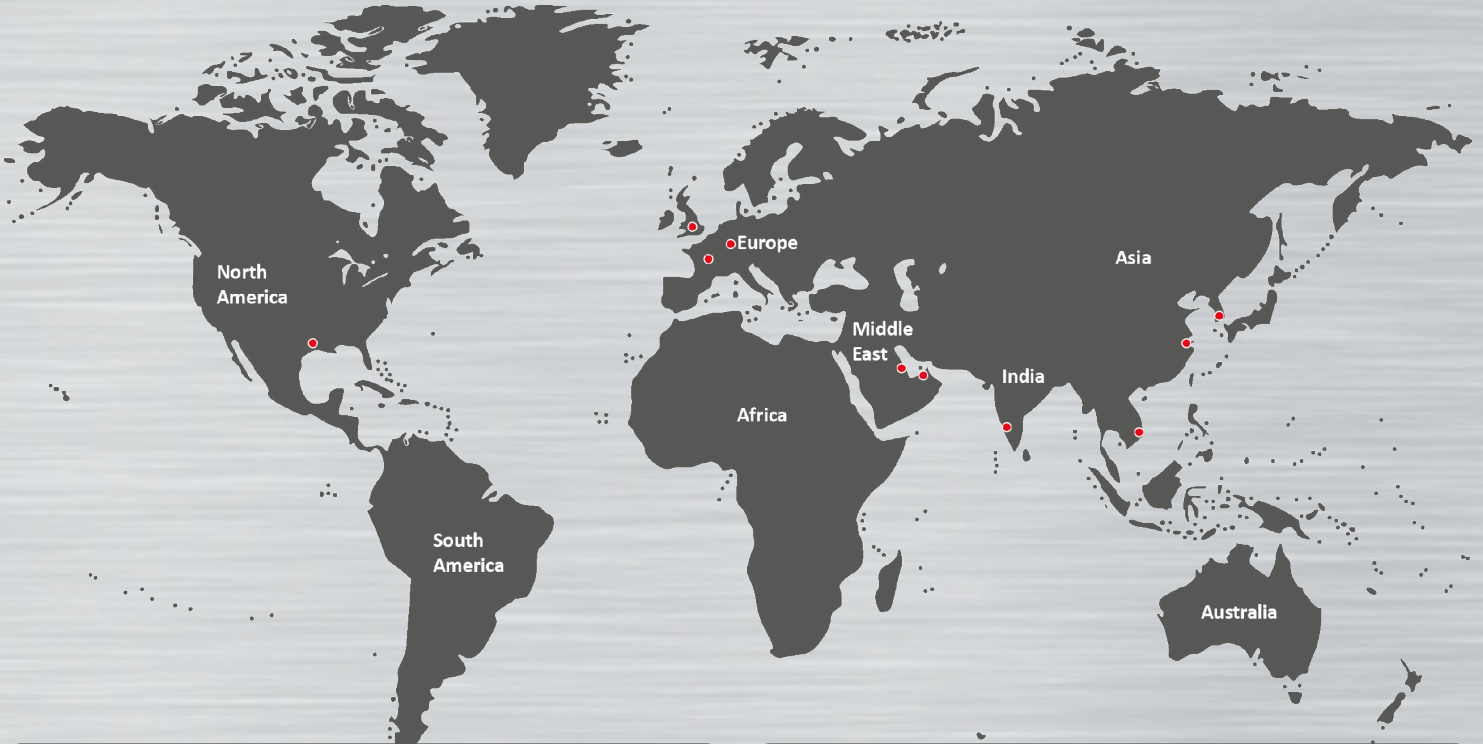 North
America
Europe
Asia
Middle
East
India
Africa
South
America
Australia